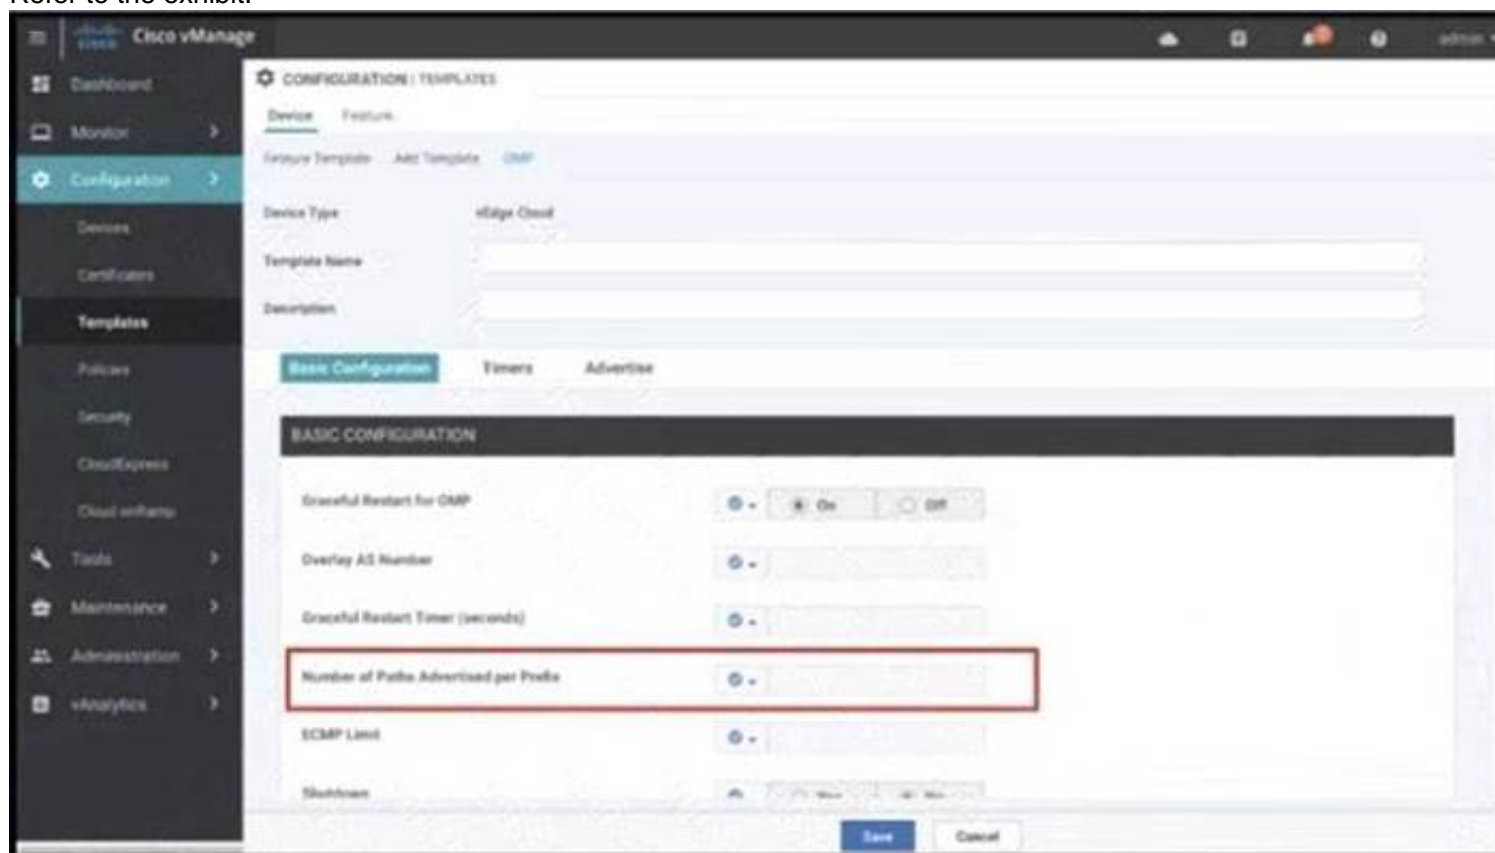 Refer to the exhibit.
Cisco vManage
admin
Dashboard
Monitor
Configuration
Devices
Certificates
Templates
Policies
Security
CloudExpress
Cloud onRamp
Tools
Maintenance
Administration
vAnalytics
CONFIGURATION | TEMPLATES
Device Feature
Feature Template Add Template OMP
Device Type vEdge Cloud
Template Name
Description
Basic Configuration Timers Advertise
BASIC CONFIGURATION
Graceful Restart for OMP On Off
Overlay AS Number
Graceful Restart Timer (seconds)
Number of Paths Advertised per Prefix
ECMP Limit
Shutdown Yes No
Save Cancel